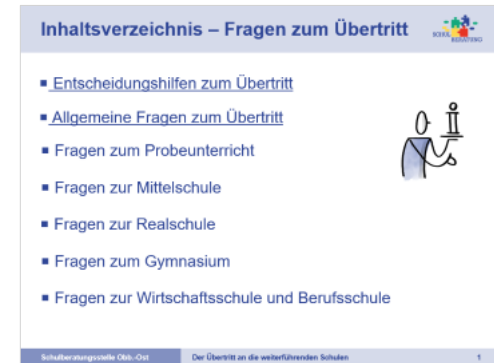 Inhaltsverzeichnis – Fragen zum Übertritt
SCHUL
BERATUNG
Entscheidungshilfen zum Übertritt
Allgemeine Fragen zum Übertritt
Fragen zum Probeunterricht
Fragen zur Mittelschule
Fragen zur Realschule
Fragen zum Gymnasium
Fragen zur Wirtschaftsschule und Berufsschule
Schulberatungsstelle Obb.-Ost
Der Übertritt an die weiterführenden Schulen
1